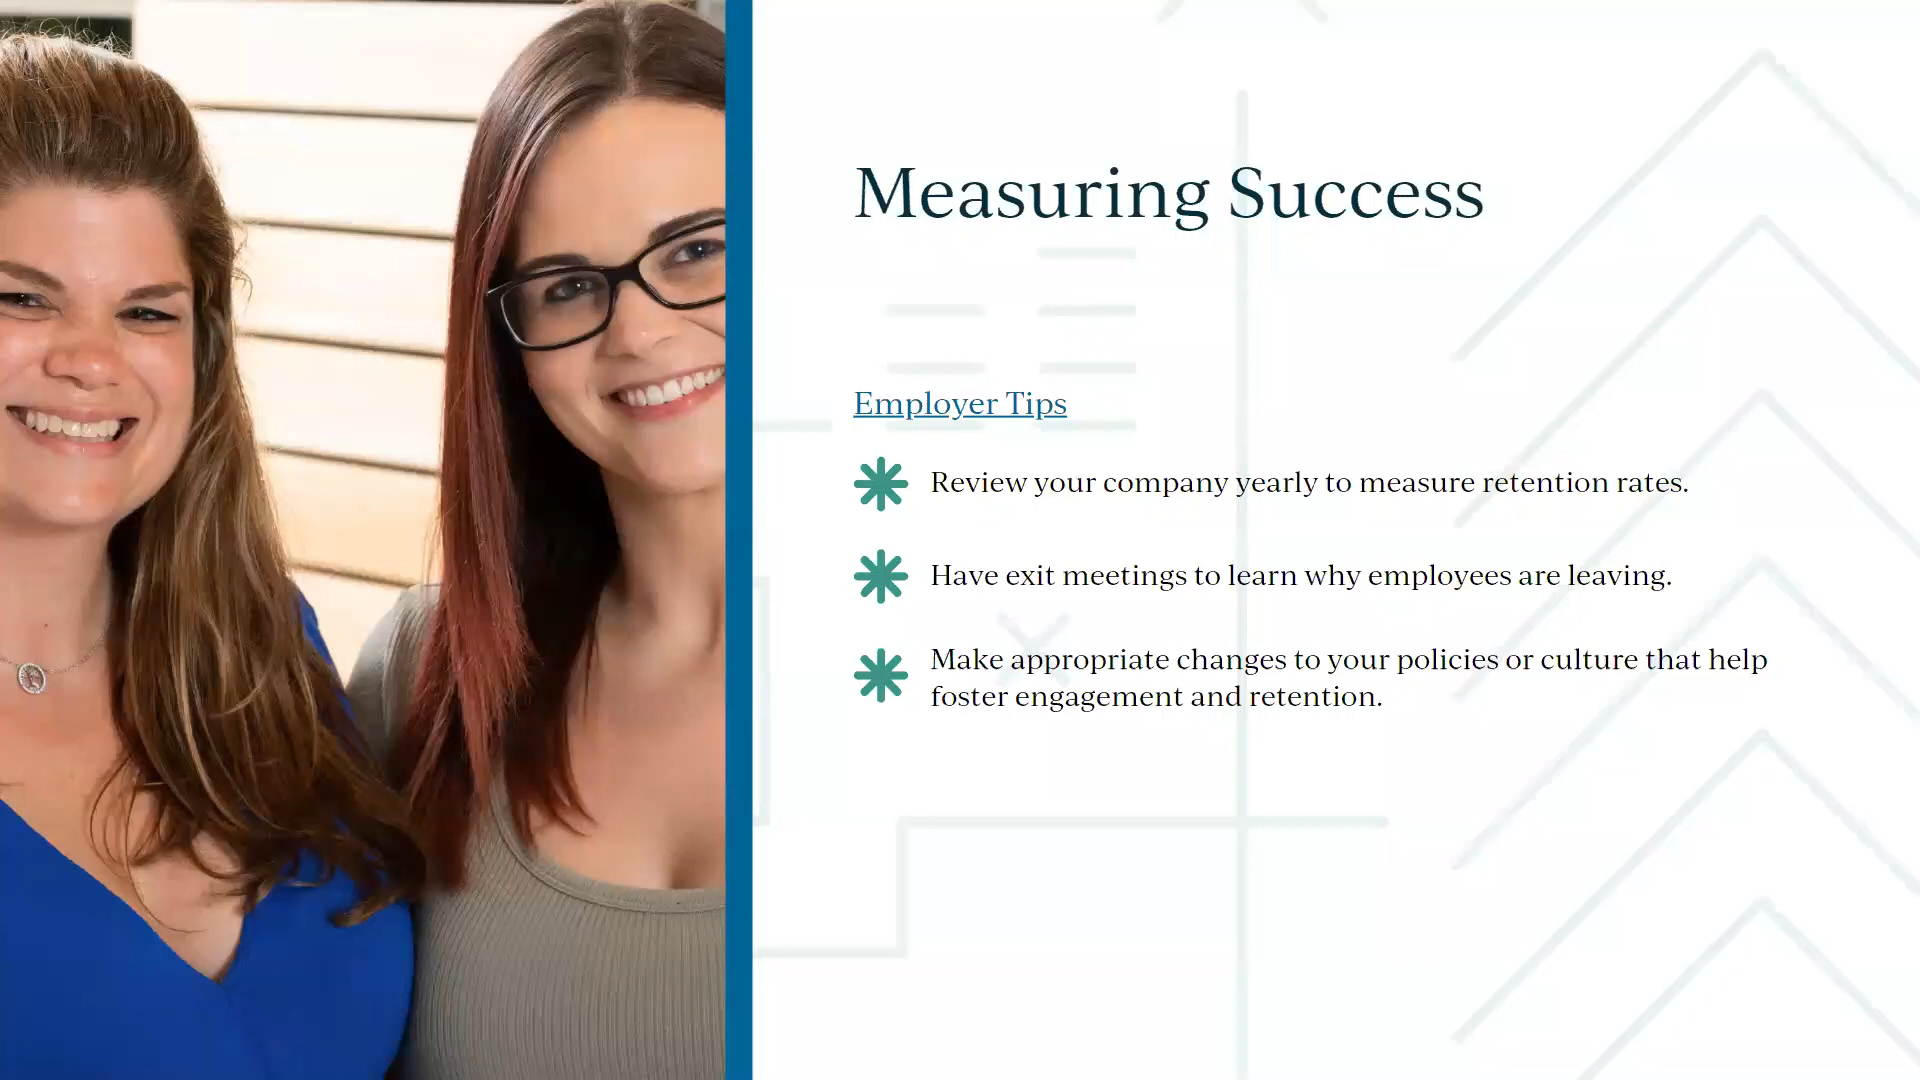 Measuring Success
Employer Tips
Review your company yearly to measure retention rates.
Have exit meetings to learn why employees are leaving.
Make appropriate changes to your policies or culture that help
foster engagement and retention.